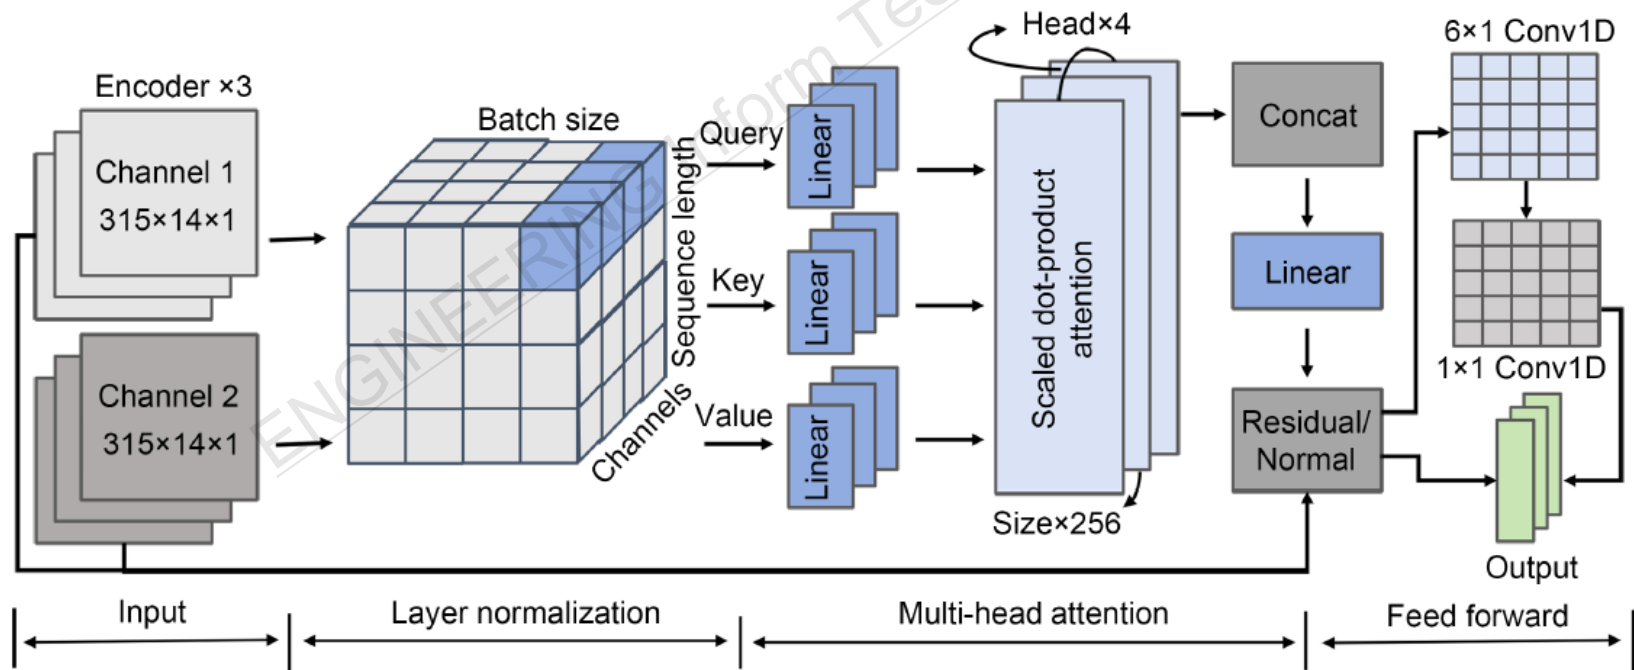 Encoder ×3
Channel 1
315×14×1
Channel 2
315×14×1
Batch size
Sequence length
Channels
Query
Key
Value
Linear
Linear
Linear
Head×4
Scaled dot-product
attention
Size×256
Concat
Linear
Residual/
Normal
6×1 Conv1D
1×1 Conv1D
Output
Input
Layer normalization
Multi-head attention
Feed forward
ENGINEERING Inform